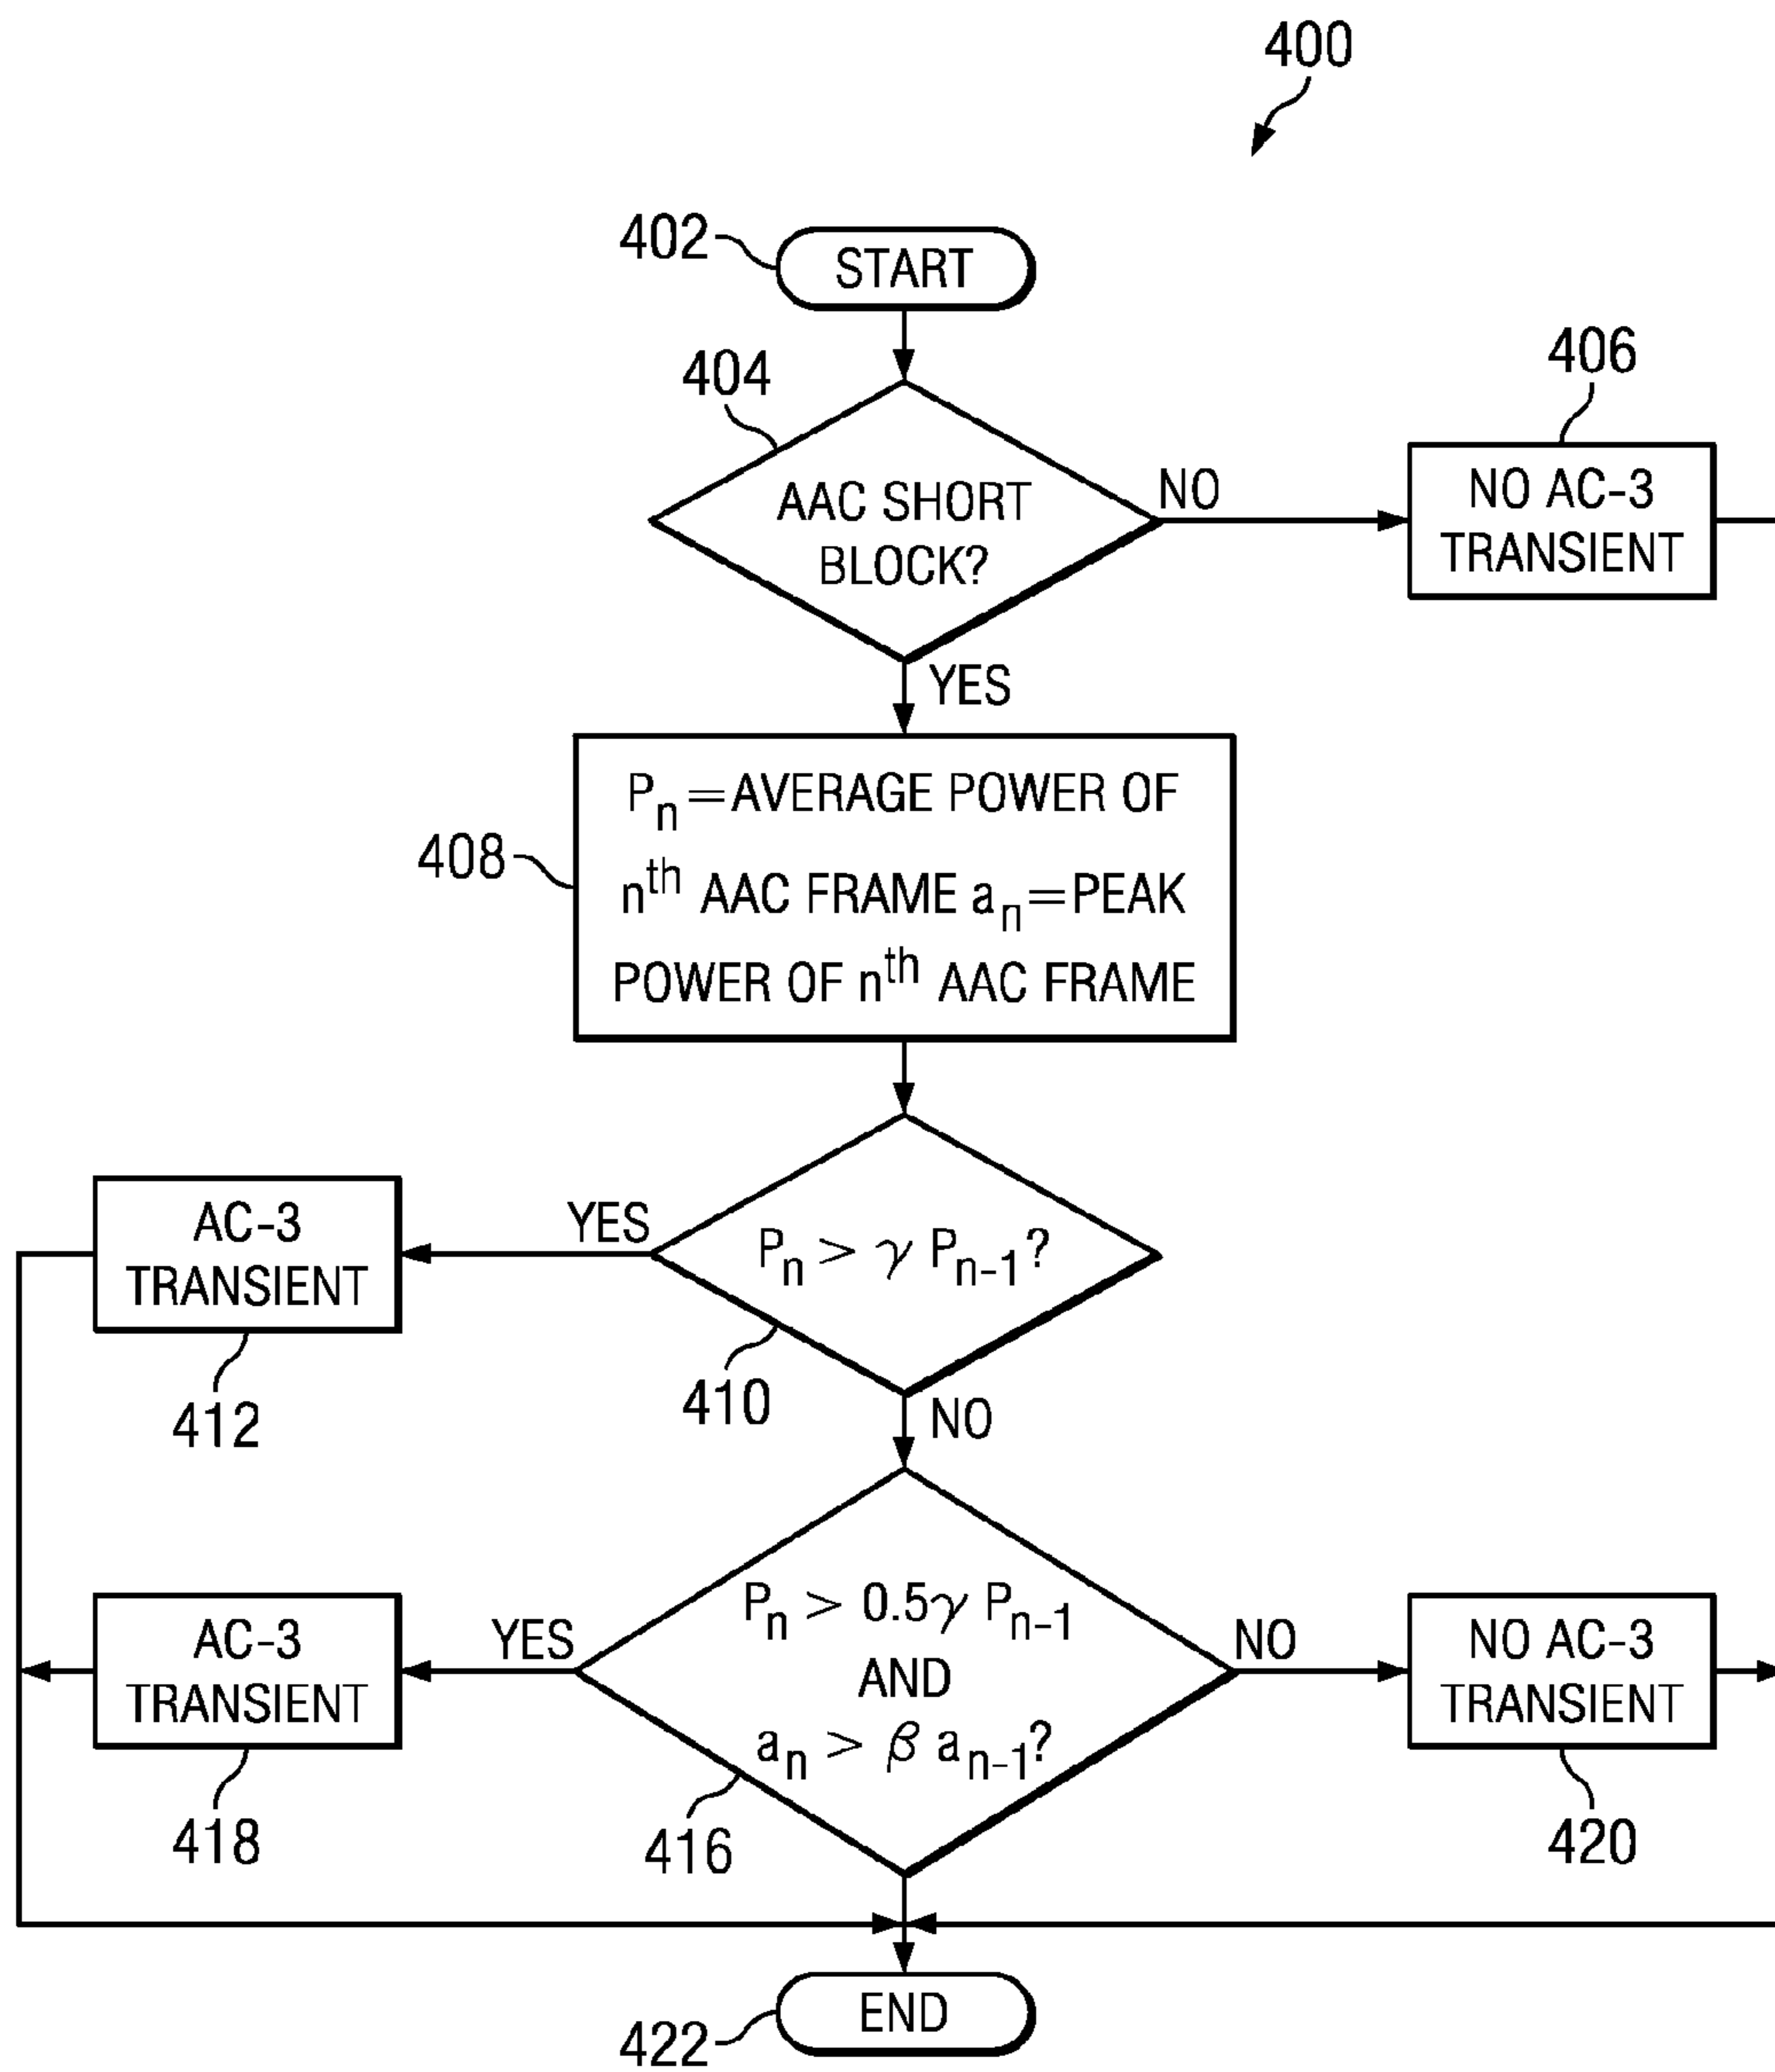 400
402
START
404
406
AAC SHORT
BLOCK?
NO
NO AC-3
TRANSIENT
YES
408
Pn=AVERAGE POWER OF
nth AAC FRAME an=PEAK
POWER OF nth AAC FRAME
AC-3
TRANSIENT
YES
Pn > γ Pn-1?
412
410
NO
AC-3
TRANSIENT
YES
Pn > 0.5γ Pn-1
AND
an > β an-1?
NO
NO AC-3
TRANSIENT
418
416
420
END
422